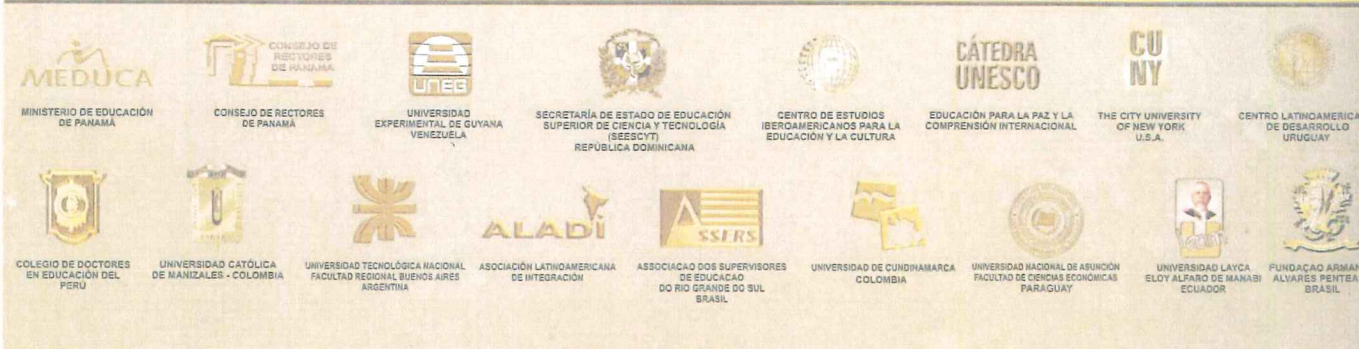 MEDUCA
MINISTERIO DE EDUCACIÓN
DE PANAMÁ
CONSEJO DE
RECTORES
DE PANAMA
CONSEJO DE RECTORES
DE PANAMÁ
UNEG
UNIVERSIDAD
EXPERIMENTAL DE GUYANA
VENEZUELA
SECRETARÍA DE ESTADO DE EDUCACIÓN
SUPERIOR DE CIENCIA Y TECNOLOGÍA
(SEESCYT)
REPÚBLICA DOMINICANA
CENTRO DE ESTUDIOS
IBEROAMERICANOS PARA LA
EDUCACIÓN Y LA CULTURA
CÁTEDRA
UNESCO
EDUCACIÓN PARA LA PAZ Y LA
COMPRENSIÓN INTERNACIONAL
CU
NY
THE CITY UNIVERSITY
OF NEW YORK
U.S.A.
CENTRO LATINOAMERICA
DE DESARROLLO
URUGUAY
COLEGIO DE DOCTORES
EN EDUCACIÓN DEL
PERÚ
UNIVERSIDAD CATÓLICA
DE MANIZALES - COLOMBIA
UNIVERSIDAD TECNOLÓGICA NACIONAL
FACULTAD REGIONAL BUENOS AIRES
ARGENTINA
ALADI
ASOCIACIÓN LATINOAMERICANA
DE INTEGRACIÓN
ASSERS
ASSOCIACAO DOS SUPERVISORES
DE EDUCACAO
DO RIO GRANDE DO SUL
BRASIL
UNIVERSIDAD DE CUNDINAMARCA
COLOMBIA
UNIVERSIDAD NACIONAL DE ASUNCIÓN
FACULTAD DE CIENCIAS ECONÓMICAS
PARAGUAY
UNIVERSIDAD LAYCA
ELOY ALFARO DE MANABI
ECUADOR
FUNDAÇAO ARMAN
ALVARES PENTEA
BRASIL